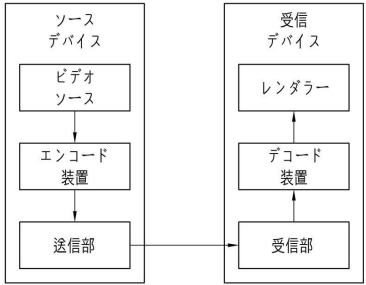 ソース
デバイス
ビデオ
ソース
エンコード
装置
送信部
受信
デバイス
レンダラー
デコード
装置
受信部